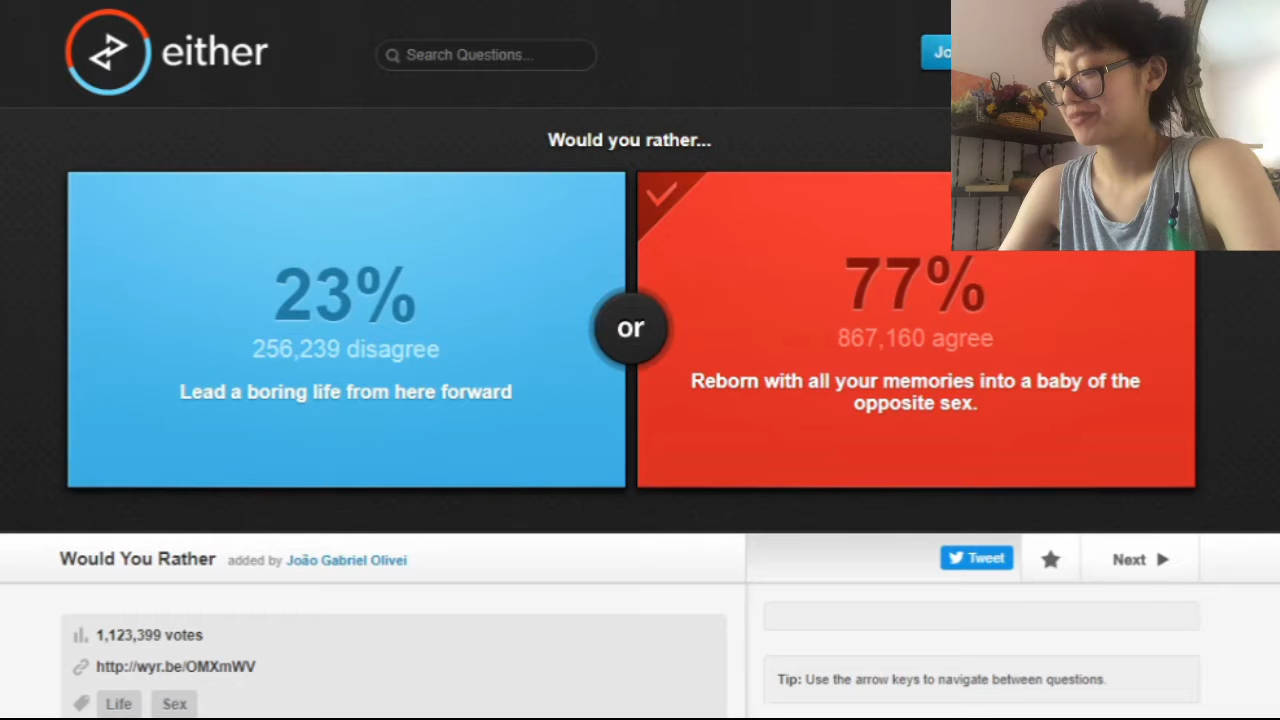 either
Search Questions...
Jo
Would you rather...
23%
256,239 disagree
Lead a boring life from here forward
or
77%
867,160 agree
Reborn with all your memories into a baby of the
opposite sex.
Would You Rather added by João Gabriel Olivei
Tweet
Next
1,123,399 votes
http://wyr.be/OMXmWV
Life
Sex
Tip: Use the arrow keys to navigate between questions.